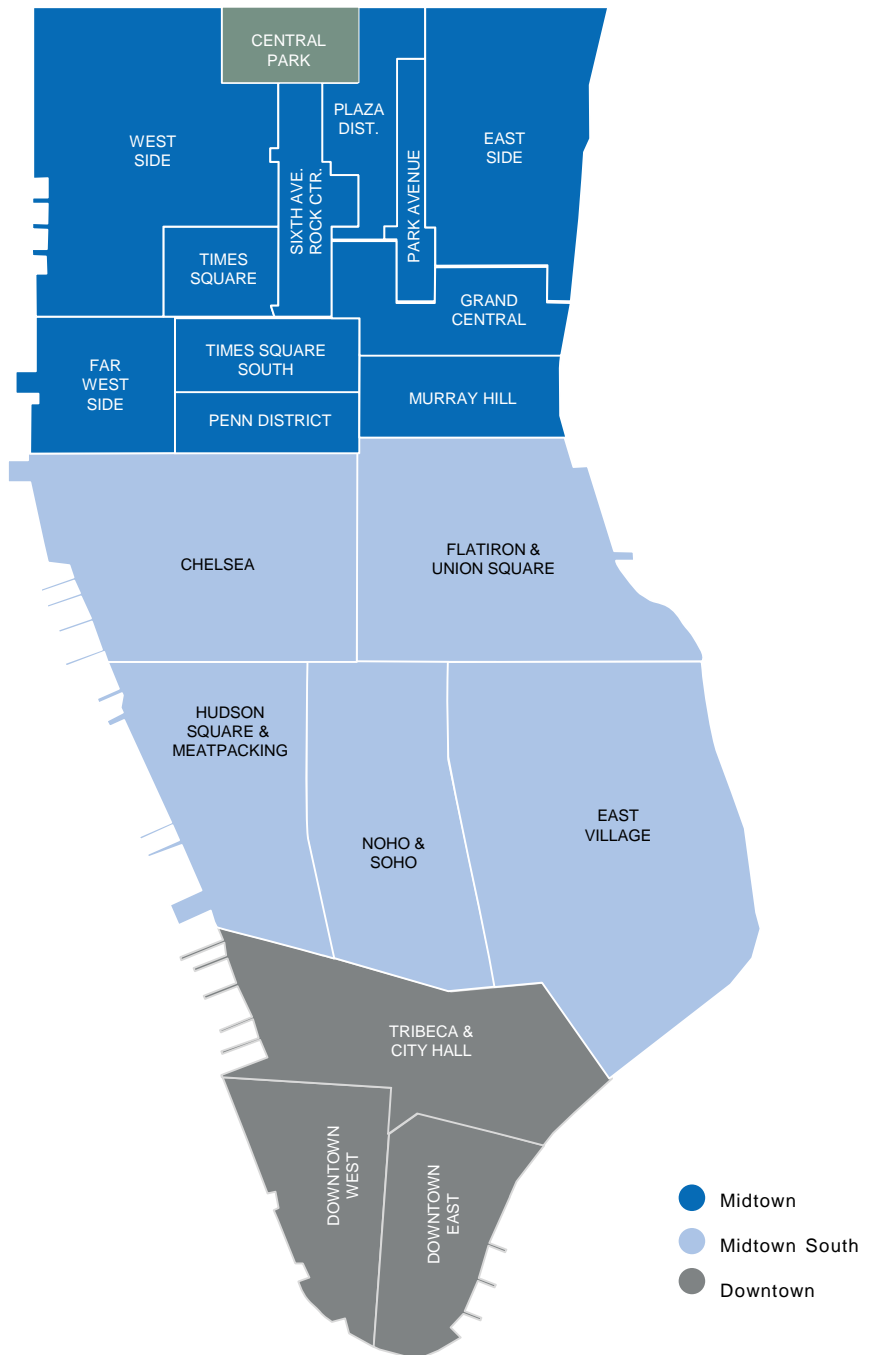 CENTRAL
PARK
PLAZA
DIST.
WEST
SIDE
EAST
SIDE
SIXTH AVE.
ROCK CTR.
PARK AVENUE
TIMES
SQUARE
GRAND
CENTRAL
FAR
WEST
SIDE
TIMES SQUARE
SOUTH
MURRAY HILL
PENN DISTRICT
CHELSEA
FLATIRON &
UNION SQUARE
HUDSON
SQUARE &
MEATPACKING
NOHO &
SOHO
EAST
VILLAGE
TRIBECA &
CITY HALL
DOWNTOWN
WEST
DOWNTOWN
EAST
Midtown
Midtown South
Downtown